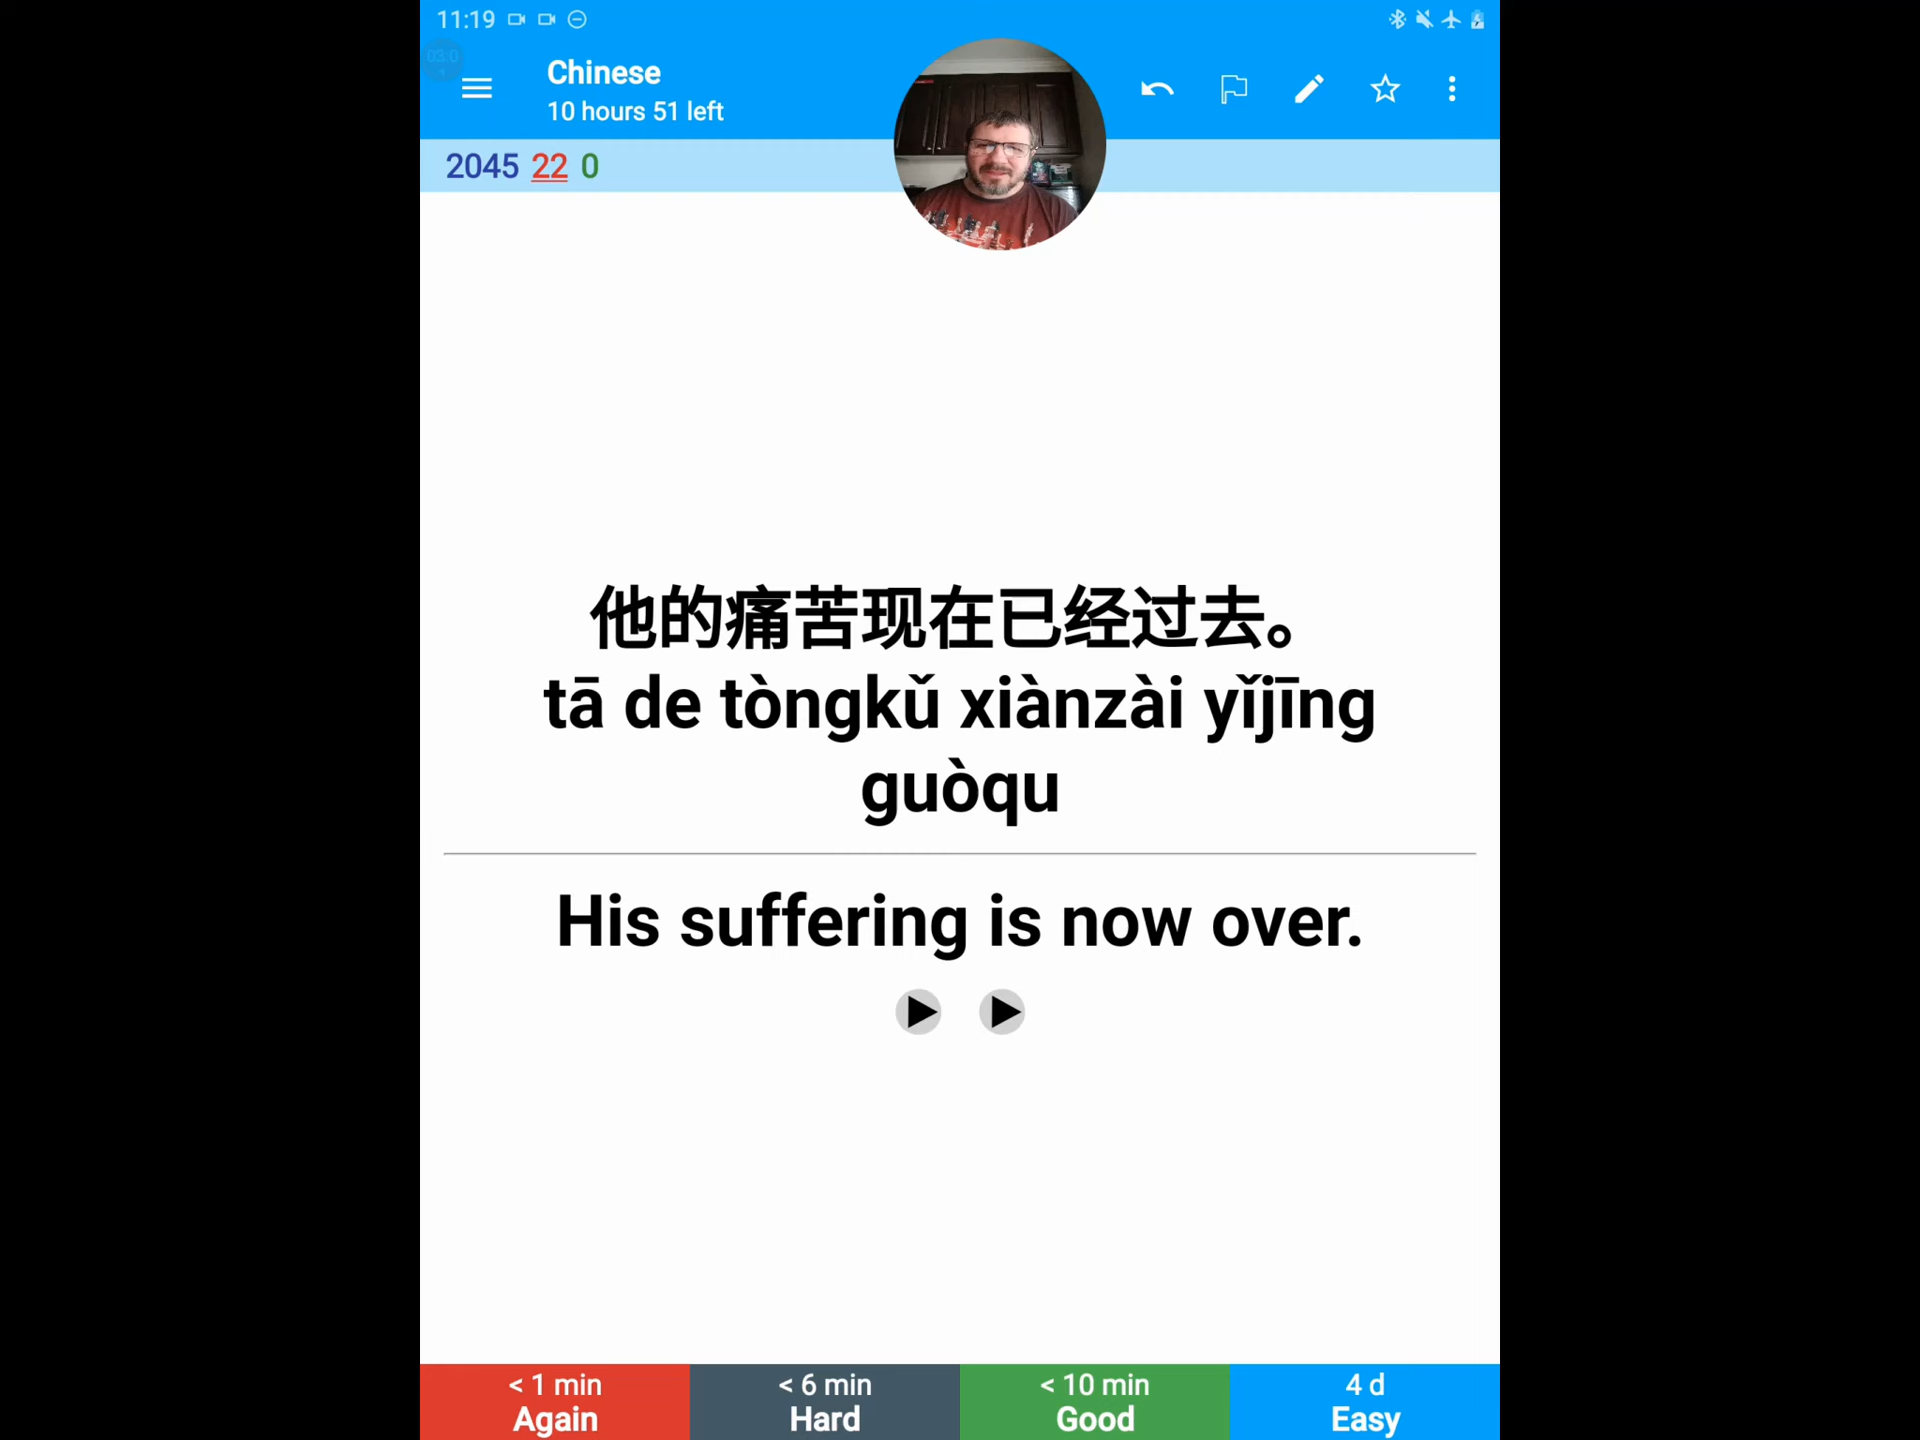 11:19
03:0
Chinese
10 hours 51 left
2045 22 0
他的痛苦现在已经过去。
tā de tòngkǔ xiànzài yǐjīng
guòqu
His suffering is now over.
< 1 min
Again
< 6 min
Hard
< 10 min
Good
4 d
Easy